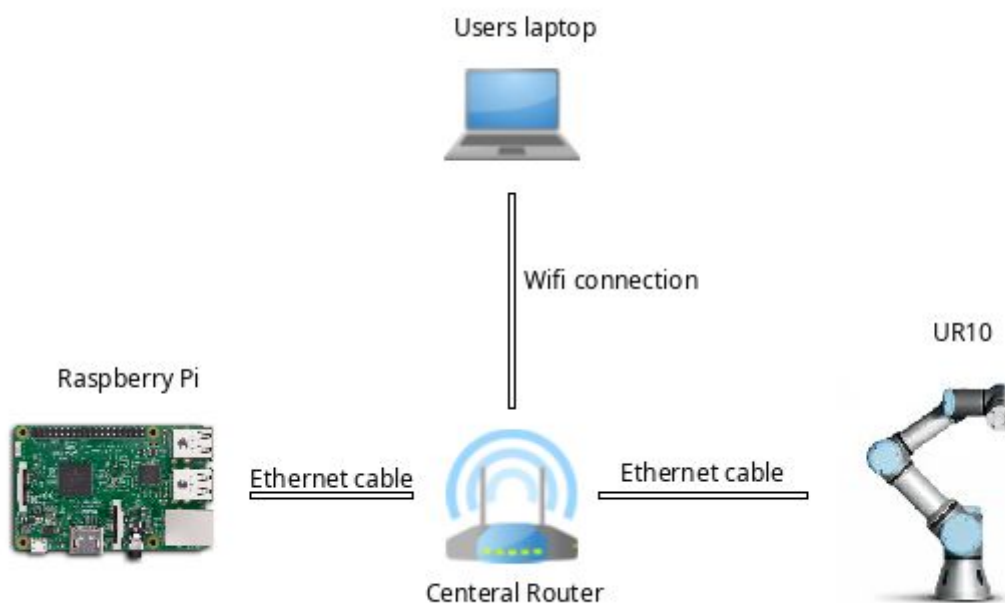 Users laptop
Wifi connection
UR10
Raspberry Pi
Ethernet cable
Ethernet cable
Centeral Router